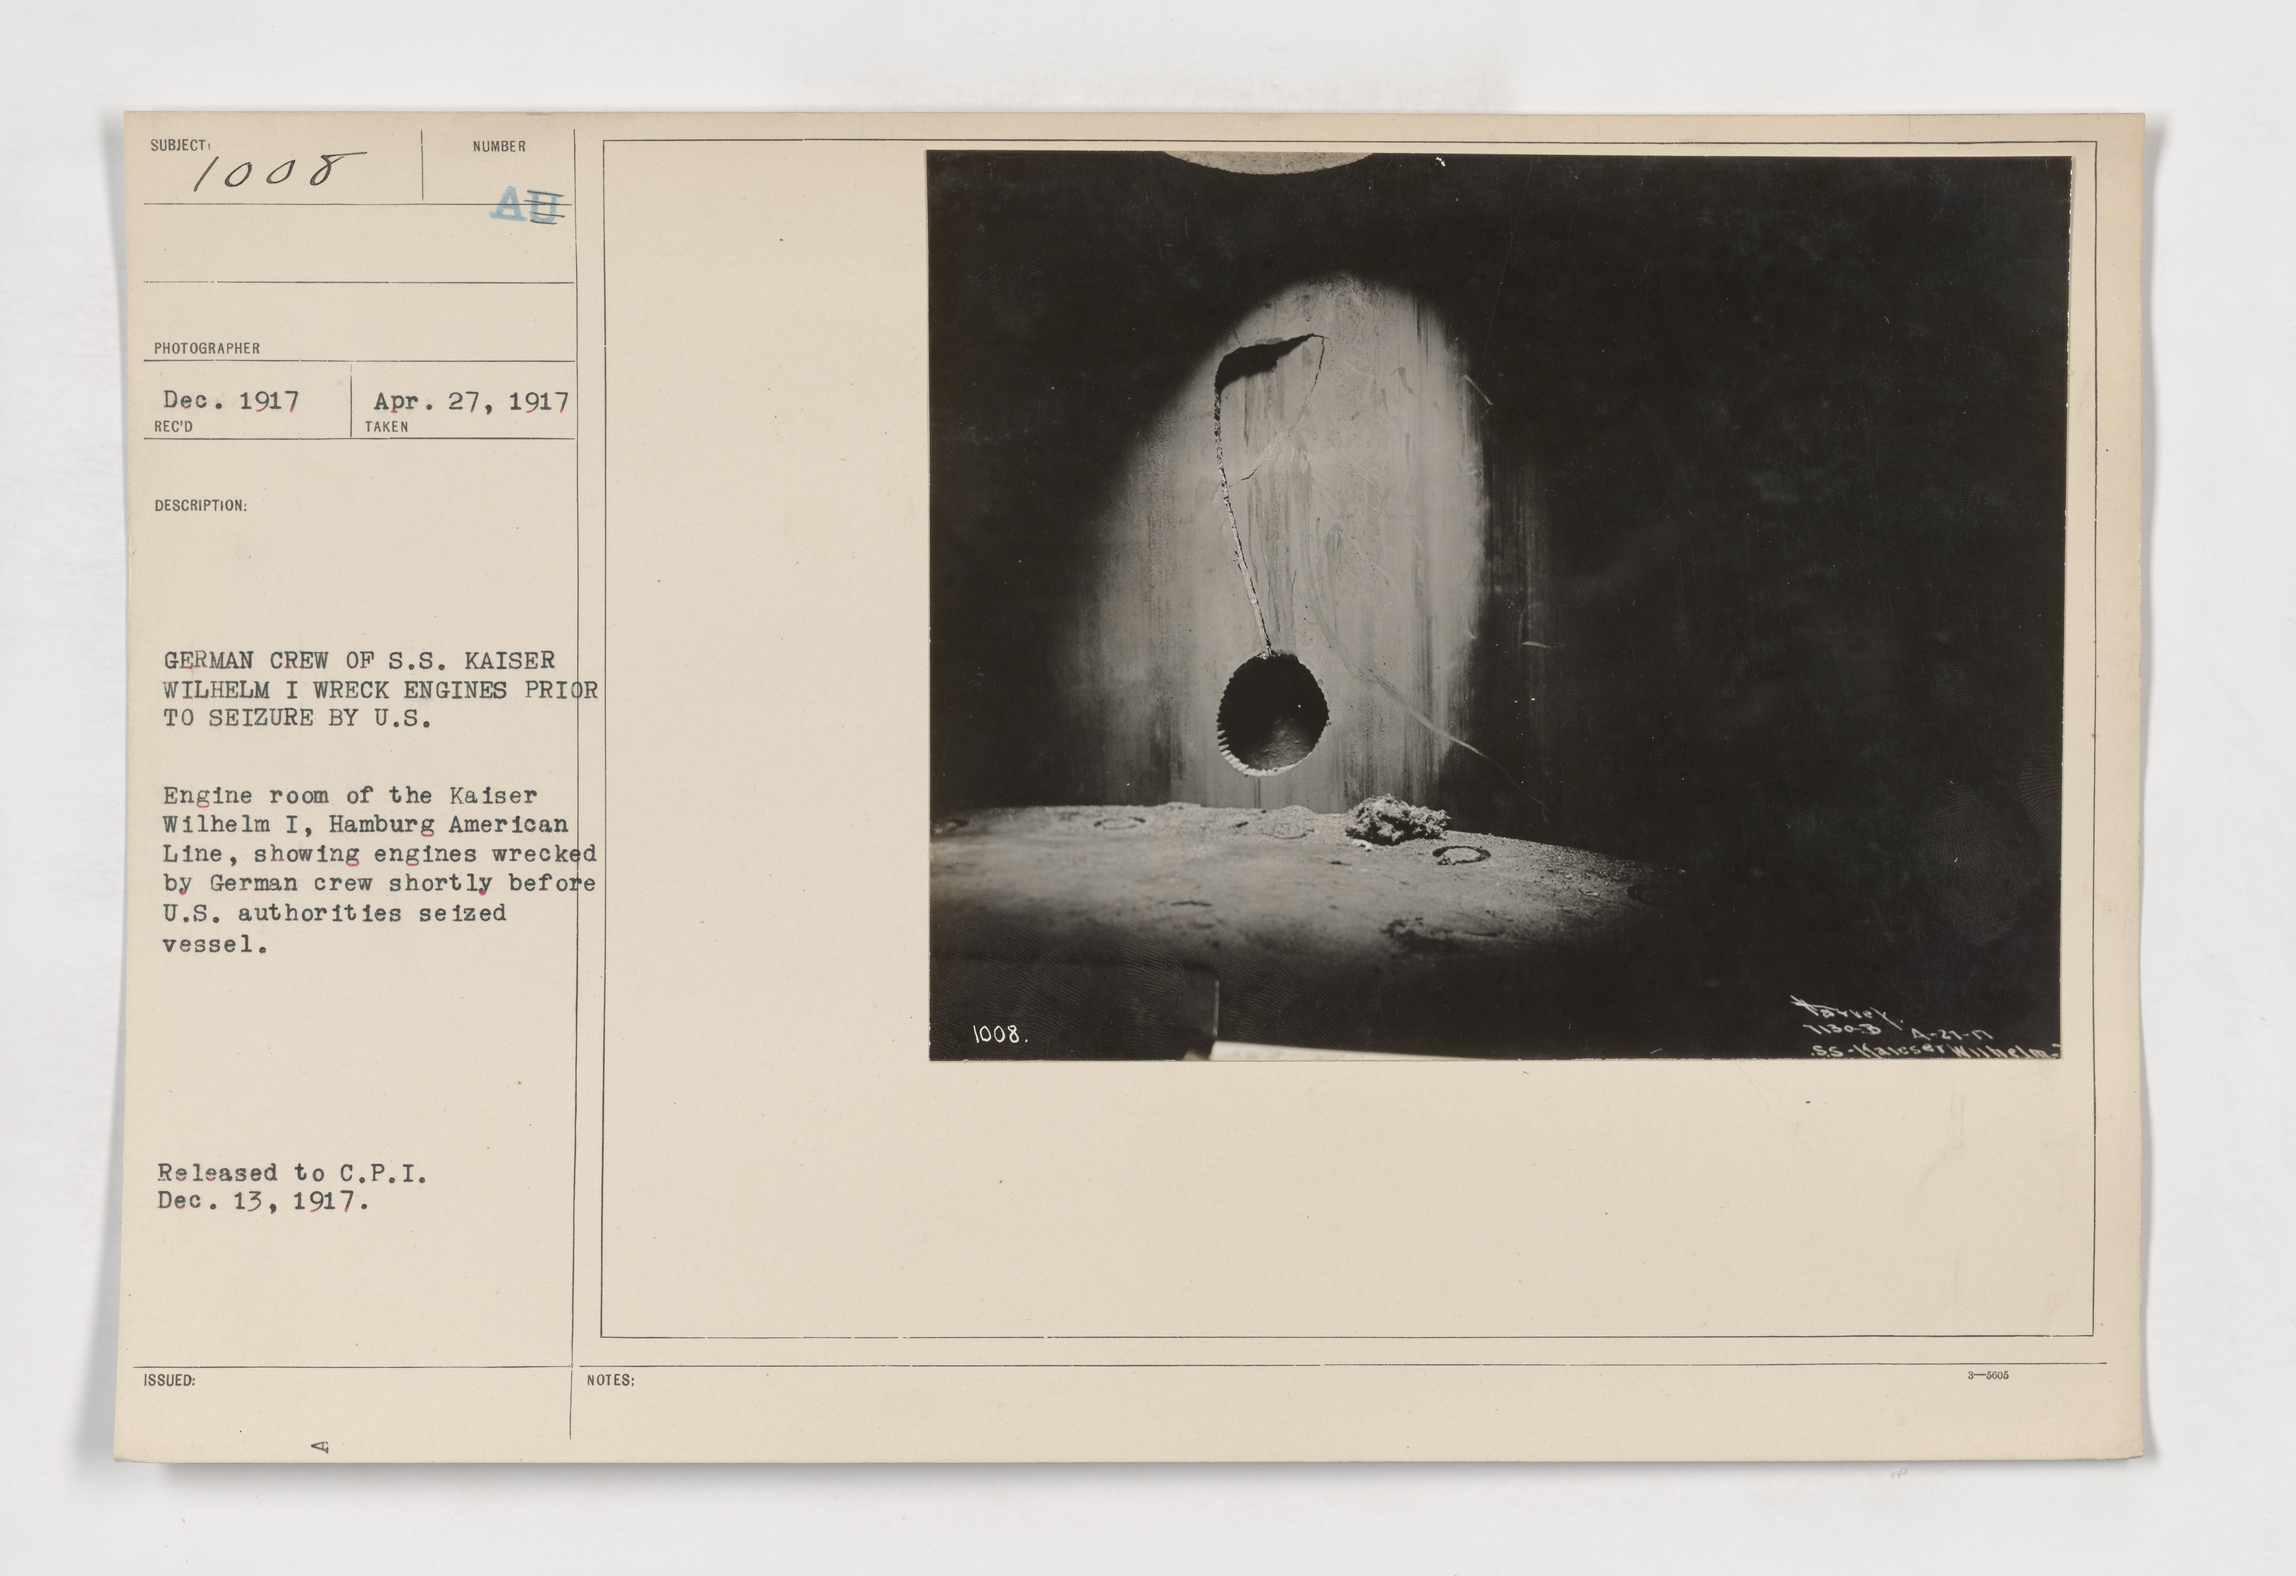 SUBJECT:
1008
NUMBER
AU
PHOTOGRAPHER
Dec. 1917
REC'D
Apr. 27, 1917
TAKEN
DESCRIPTION:
GERMAN CREW OF S.S. KAISER
WILHELM I WRECK ENGINES PRIOR
TO SEIZURE BY U.S.
Engine room of the Kaiser
Wilhelm I, Hamburg American
Line, showing engines wrecked
by German crew shortly before
U.S. authorities seized
vessel.
Released to C.P.I.
Dec. 13, 1917.
ISSUED:
A
1008.
7130-B 4-27-17
S.S-Kaieser Wilhelm-
NOTES:
3—5605